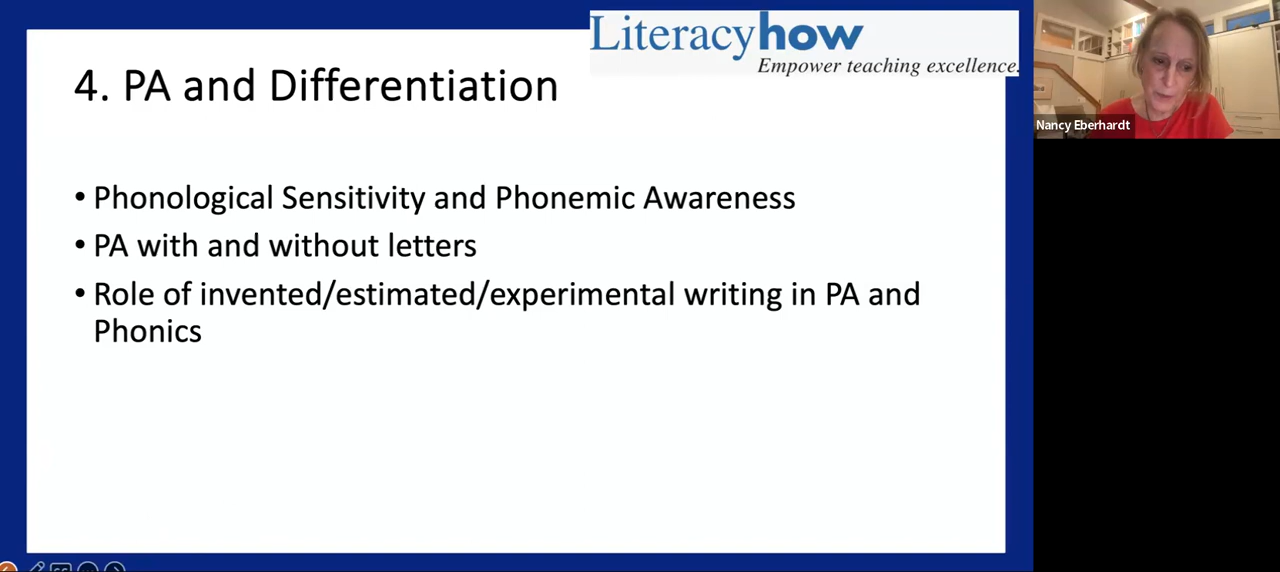 Literacyhow
Empower teaching excellence.
4. PA and Differentiation
Nancy Eberhardt
• Phonological Sensitivity and Phonemic Awareness
• PA with and without letters
• Role of invented/estimated/experimental writing in PA and
Phonics